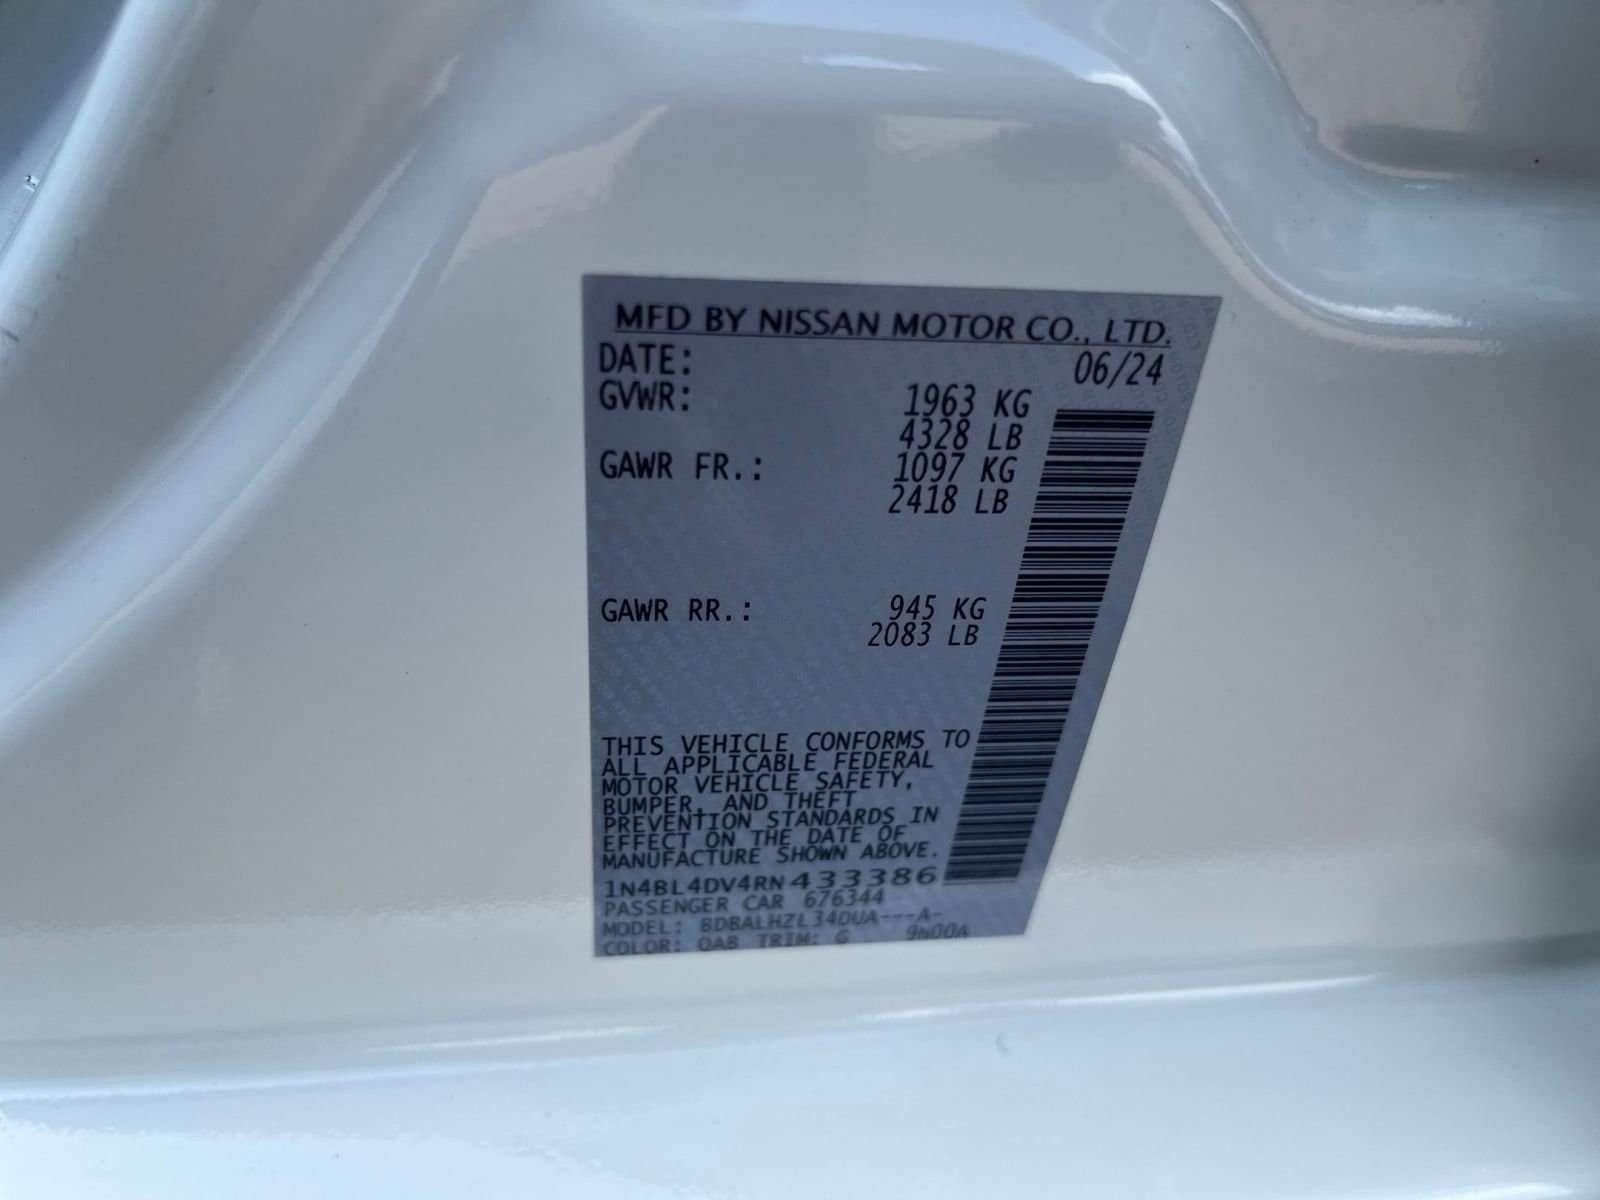 MFD BY NISSAN MOTOR CO., LTD.
DATE: 06/24
GVWR: 1963 KG
4328 LB
GAWR FR.: 1097 KG
2418 LB
GAWR RR.: 945 KG
2083 LB
THIS VEHICLE CONFORMS TO
ALL APPLICABLE FEDERAL
MOTOR VEHICLE SAFETY,
BUMPER, AND THEFT
PREVENTION STANDARDS IN
EFFECT ON THE DATE OF
MANUFACTURE SHOWN ABOVE.
1N4BL4DV4RN433386
PASSENGER CAR 676344
MODEL: BDBALHZL34DUA---A-
COLOR: QAB TRIM: G